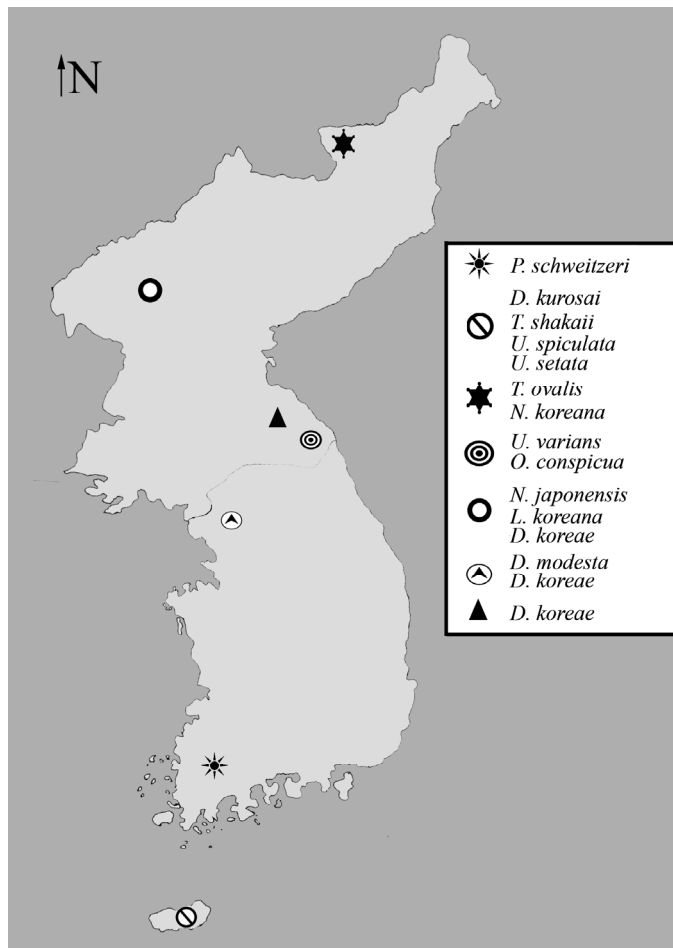 N
P. schweitzeri
D. kurosai
T. shakaii
U. spiculata
U. setata
T. ovalis
N. koreana
U. varians
O. conspicua
N. japonensis
L. koreana
D. koreae
D. modesta
D. koreae
D. koreae